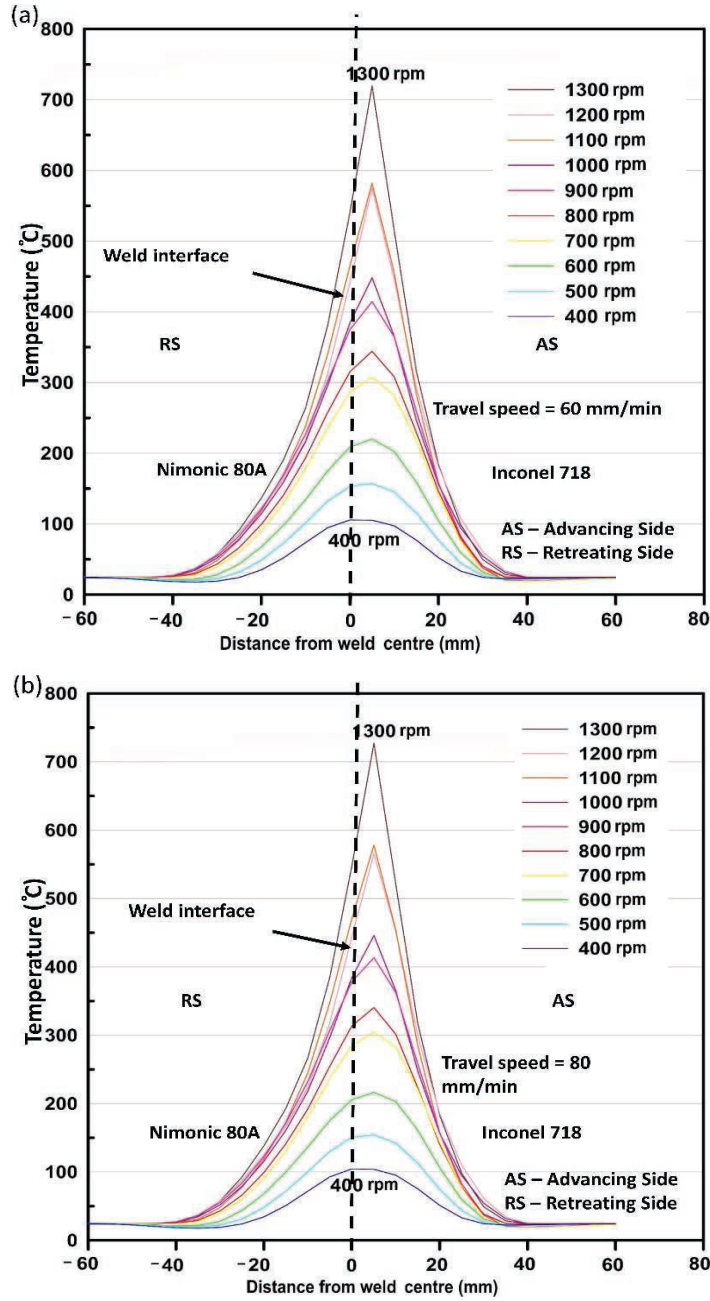 (a)
800
700
600
500
400
300
200
100
0
Temperature (℃)
1300 rpm
1300 rpm
1200 rpm
1100 rpm
1000 rpm
900 rpm
800 rpm
700 rpm
600 rpm
500 rpm
400 rpm
Weld interface
RS
AS
Travel speed = 60 mm/min
Nimonic 80A
Inconel 718
AS – Advancing Side
RS – Retreating Side
400 rpm
−60 −40 −20 0 20 40 60 80
Distance from weld centre (mm)
(b)
800
700
600
500
400
300
200
100
0
Temperature (℃)
1300 rpm
1300 rpm
1200 rpm
1100 rpm
1000 rpm
900 rpm
800 rpm
700 rpm
600 rpm
500 rpm
400 rpm
Weld interface
RS
AS
Travel speed = 80
mm/min
Nimonic 80A
Inconel 718
AS – Advancing Side
RS – Retreating Side
400 rpm
−60 −40 −20 0 20 40 60 80
Distance from weld centre (mm)